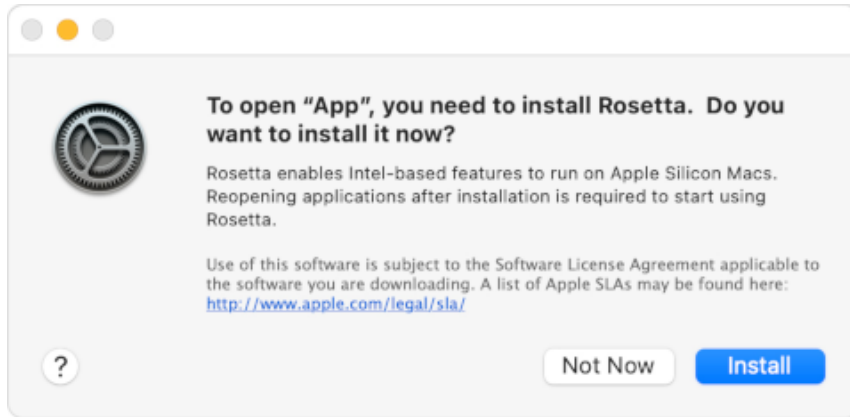 To open “App”, you need to install Rosetta.  Do you
want to install it now?
Rosetta enables Intel-based features to run on Apple Silicon Macs.
Reopening applications after installation is required to start using
Rosetta.
Use of this software is subject to the Software License Agreement applicable to
the software you are downloading. A list of Apple SLAs may be found here:
http://www.apple.com/legal/sla/
? Not Now Install